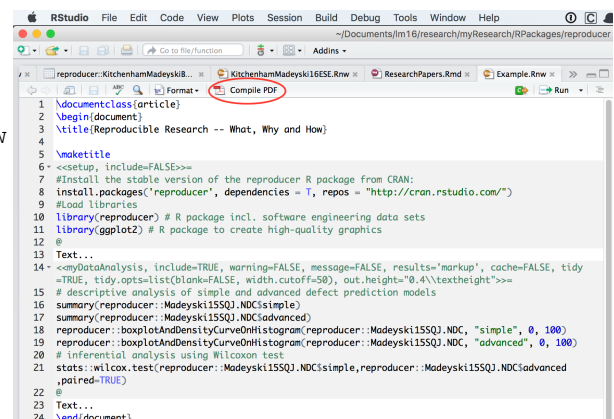 RStudio File Edit Code View Plots Session Build Debug Tools Window Help
~/Documents/lm16/research/myResearch/RPackages/reproducer
Go to file/function Addins
reproducer::KitchenhamMadeyski8... KitchenhamMadeyski16ESE.Rnw ResearchPapers.Rmd Example.Rnw
ABC Format Compile PDF Run
1 \documentclass{article}
2 \begin{document}
3 \title{Reproducible Research -- What, Why and How}
4
5 \maketitle
6 <<setup, include=FALSE>>=
7 #Install the stable version of the reproducer R package from CRAN:
8 install.packages('reproducer', dependencies = T, repos = "http://cran.rstudio.com/")
9 #Load libraries
10 library(reproducer) # R package incl. software engineering data sets
11 library(ggplot2) # R package to create high-quality graphics
12 @
13 Text...
14 <<myDataAnalysis, include=TRUE, warning=FALSE, message=FALSE, results='markup', cache=FALSE, tidy
=TRUE, tidy.opts=list(blank=FALSE, width.cutoff=50), out.height="0.4\\textheight">>=
15 # descriptive analysis of simple and advanced defect prediction models
16 summary(reproducer::Madeyski15SQJ.NDC$simple)
17 summary(reproducer::Madeyski15SQJ.NDC$advanced)
18 reproducer::boxplotAndDensityCurveOnHistogram(reproducer::Madeyski15SQJ.NDC, "simple", 0, 100)
19 reproducer::boxplotAndDensityCurveOnHistogram(reproducer::Madeyski15SQJ.NDC, "advanced", 0, 100)
20 # inferential analysis using Wilcoxon test
21 stats::wilcox.test(reproducer::Madeyski15SQJ.NDC$simple,reproducer::Madeyski15SQJ.NDC$advanced
,paired=TRUE)
22 @
23 Text...
24 \end{document}